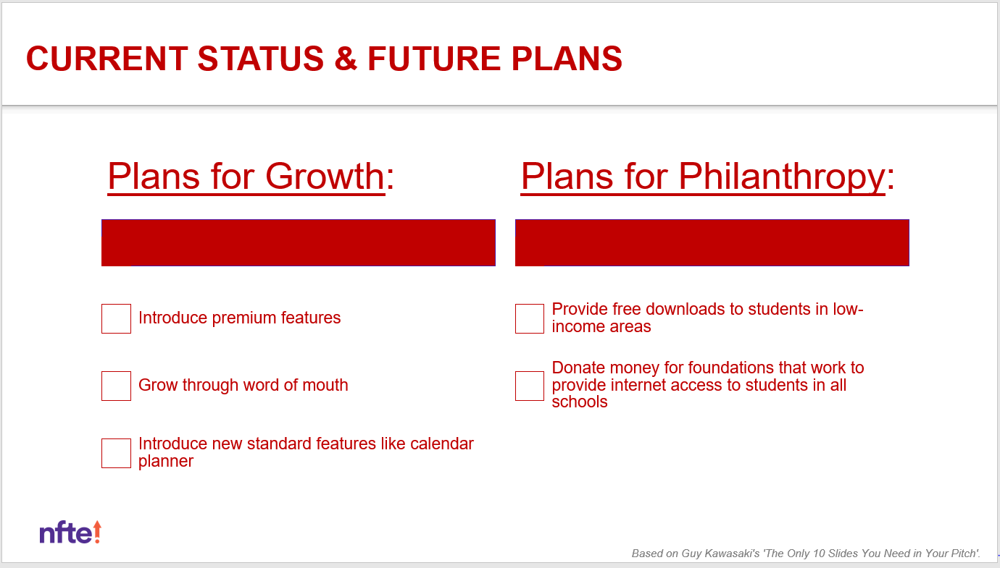 CURRENT STATUS & FUTURE PLANS
Plans for Growth:
Introduce premium features
Grow through word of mouth
Introduce new standard features like calendar
planner
Plans for Philanthropy:
Provide free downloads to students in low-
income areas
Donate money for foundations that work to
provide internet access to students in all
schools
nfte!
Based on Guy Kawasaki's 'The Only 10 Slides You Need in Your Pitch'.